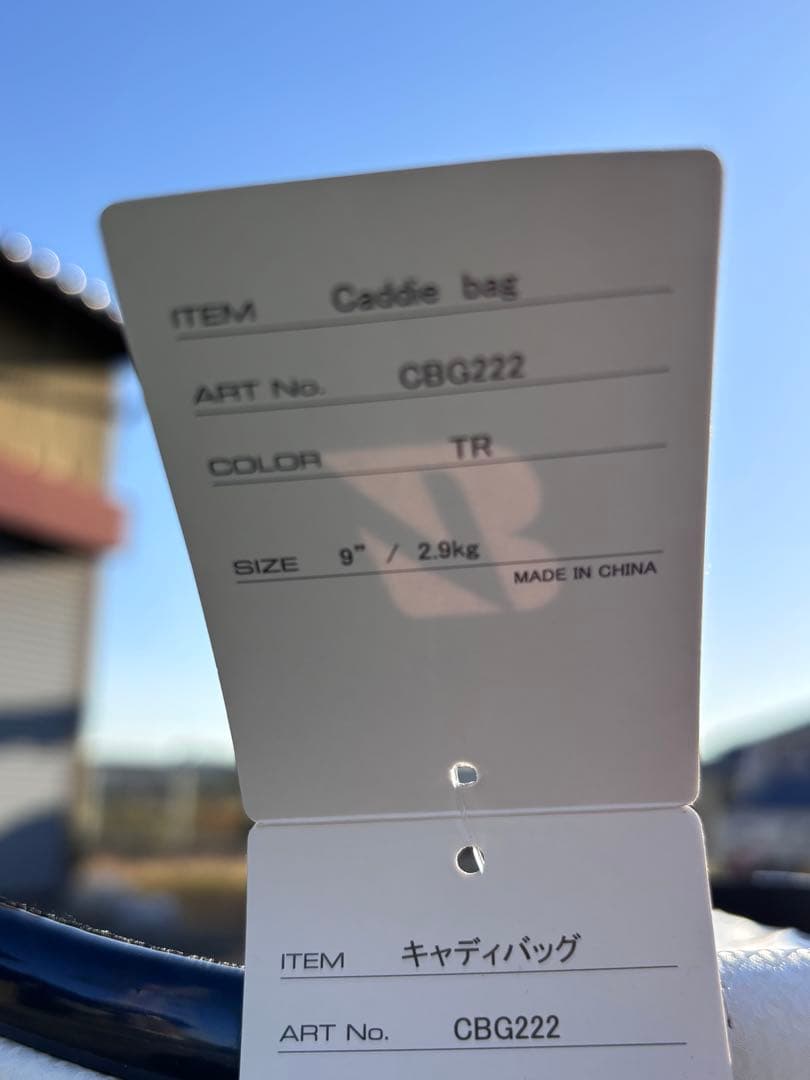 ITEM Caddie bag
ART No. CBG222
COLOR TR
SIZE 9" / 2.9kg
MADE IN CHINA
ITEM キャディバッグ
ART No. CBG222